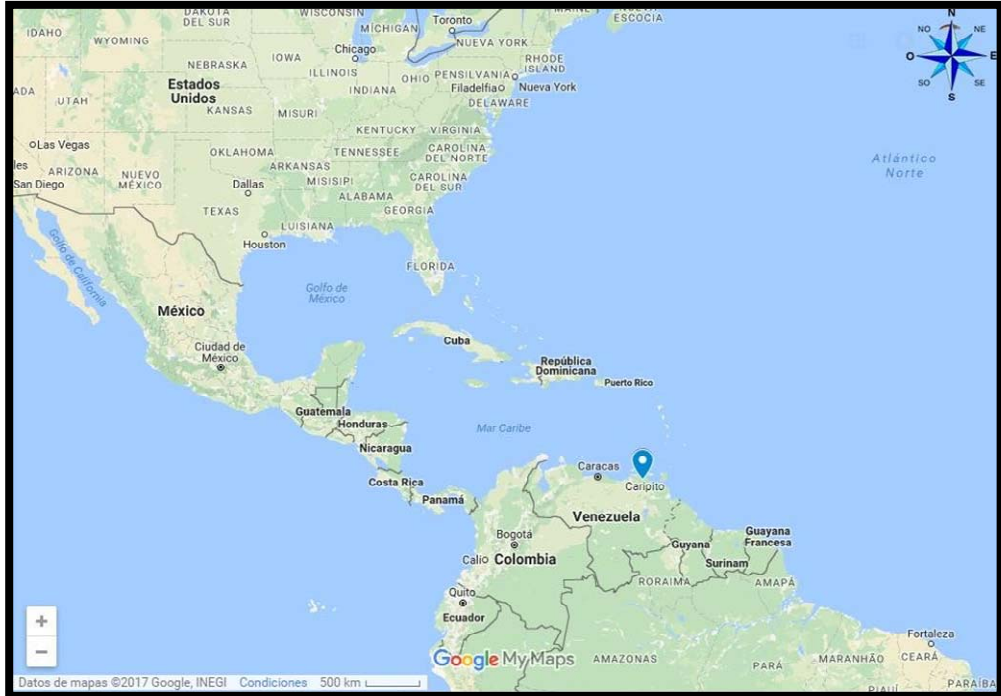 DAKOTA
DEL SUR
WISCONSIN
MICHIGAN
Toronto
ESCOCIA
N
NO
NE
O
E
SO
SE
S
IDAHO
WYOMING
NUEVA YORK
Chicago
NEBRASKA
IOWA
ILLINOIS
OHIO
PENSILVANIA
RHODE
ISLAND
Estados
Unidos
INDIANA
Filadelfia
Nueva York
DELAWARE
ADA
UTAH
KANSAS
MISURI
KENTUCKY
VIRGINIA
Las Vegas
OKLAHOMA
TENNESSEE
CAROLINA
DEL NORTE
Atlántico
Norte
les
ARIZONA
NUEVO
MÉXICO
ARKANSAS
San Diego
Dallas
MISISIPI
CAROLINA
DEL SUR
ALABAMA
TEXAS
GEORGIA
LUISIANA
Houston
Golfo de California
FLORIDA
Golfo de
México
México
Ciudad de
México
Cuba
República
Dominicana
Puerto Rico
Guatemala
Honduras
Mar Caribe
Nicaragua
Costa Rica
Panamá
Caracas
Caripito
Venezuela
Bogotá
Guayana
Francesa
Guyana
Cali
Colombia
Surinam
RORAIMA
AMAPÁ
Quito
Ecuador
+
−
Fortaleza
Google MyMaps
AMAZONAS
PARÁ
MARANHÃO
CEARÁ
Datos de mapas ©2017 Google, INEGI
Condiciones
500 km
PIAUÍ
PARAÍBA